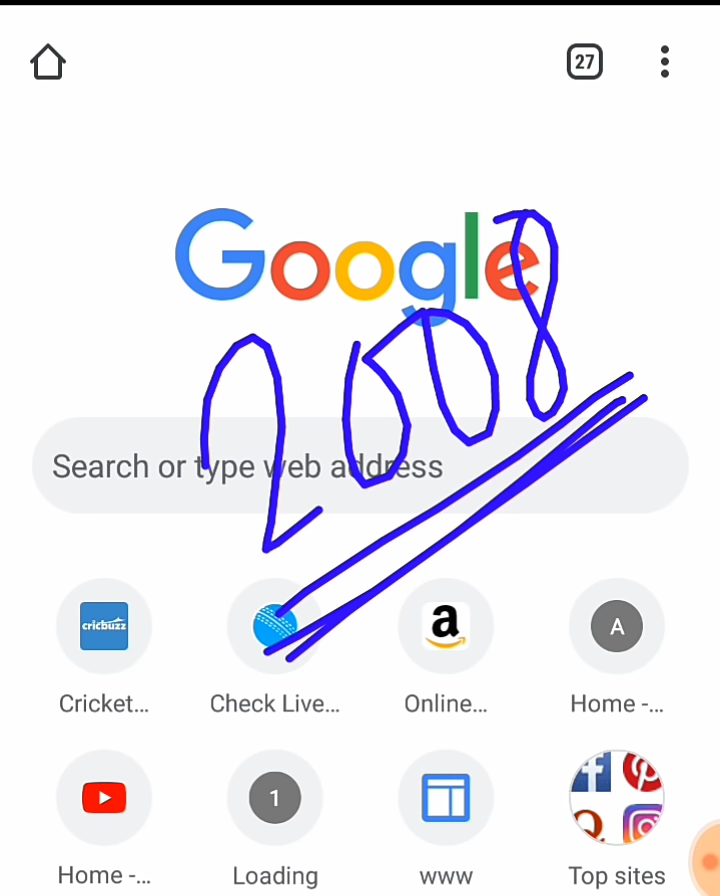 27
Google
2008
Search or type web address
cricbuzz
a
A
Cricket...
Check Live...
Online...
Home -...
1
Home -...
Loading
www
Top sites